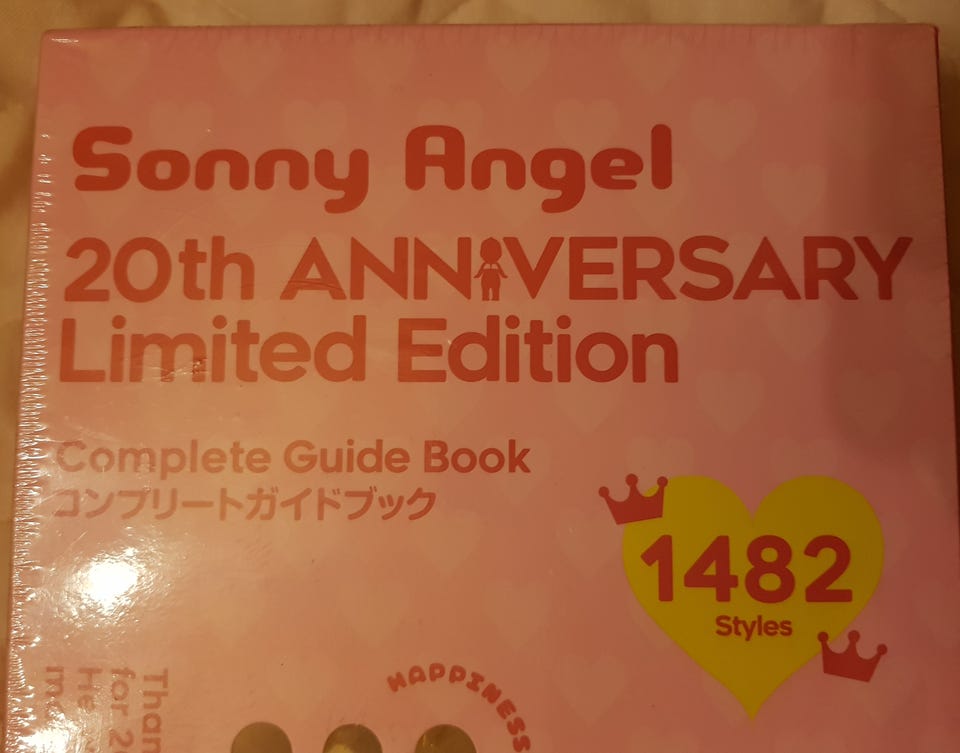 Sonny Angel
20th ANNIVERSARY
Limited Edition
Complete Guide Book
コンプリートガイドブック
1482
Styles
HAPPINESS
for